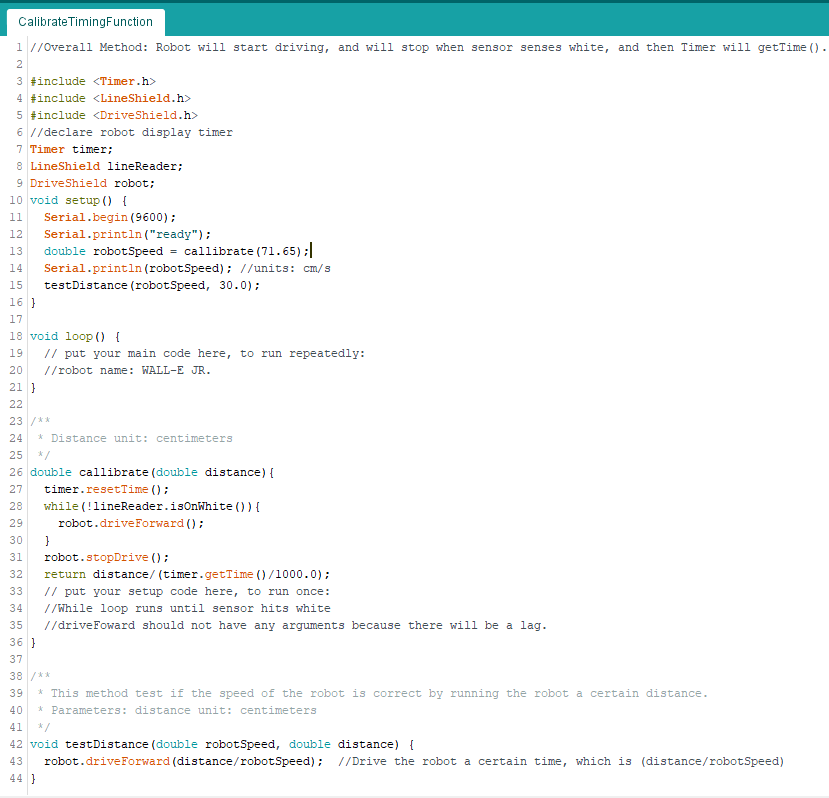 CalibrateTimingFunction
1 //Overall Method: Robot will start driving, and will stop when sensor senses white, and then Timer will getTime().
2
3 #include <Timer.h>
4 #include <LineShield.h>
5 #include <DriveShield.h>
6 //declare robot display timer
7 Timer timer;
8 LineShield lineReader;
9 DriveShield robot;
10 void setup() {
11   Serial.begin(9600);
12   Serial.println("ready");
13   double robotSpeed = callibrate(71.65);
14   Serial.println(robotSpeed); //units: cm/s
15   testDistance(robotSpeed, 30.0);
16 }
17
18 void loop() {
19   // put your main code here, to run repeatedly:
20   //robot name: WALL-E JR.
21 }
22
23 /**
24  * Distance unit: centimeters
25  */
26 double callibrate(double distance){
27   timer.resetTime();
28   while(!lineReader.isOnWhite()){
29     robot.driveForward();
30   }
31   robot.stopDrive();
32   return distance/(timer.getTime()/1000.0);
33   // put your setup code here, to run once:
34   //While loop runs until sensor hits white
35   //driveFoward should not have any arguments because there will be a lag.
36 }
37
38 /**
39  * This method test if the speed of the robot is correct by running the robot a certain distance.
40  * Parameters: distance unit: centimeters
41  */
42 void testDistance(double robotSpeed, double distance) {
43   robot.driveForward(distance/robotSpeed);  //Drive the robot a certain time, which is (distance/robotSpeed)
44 }